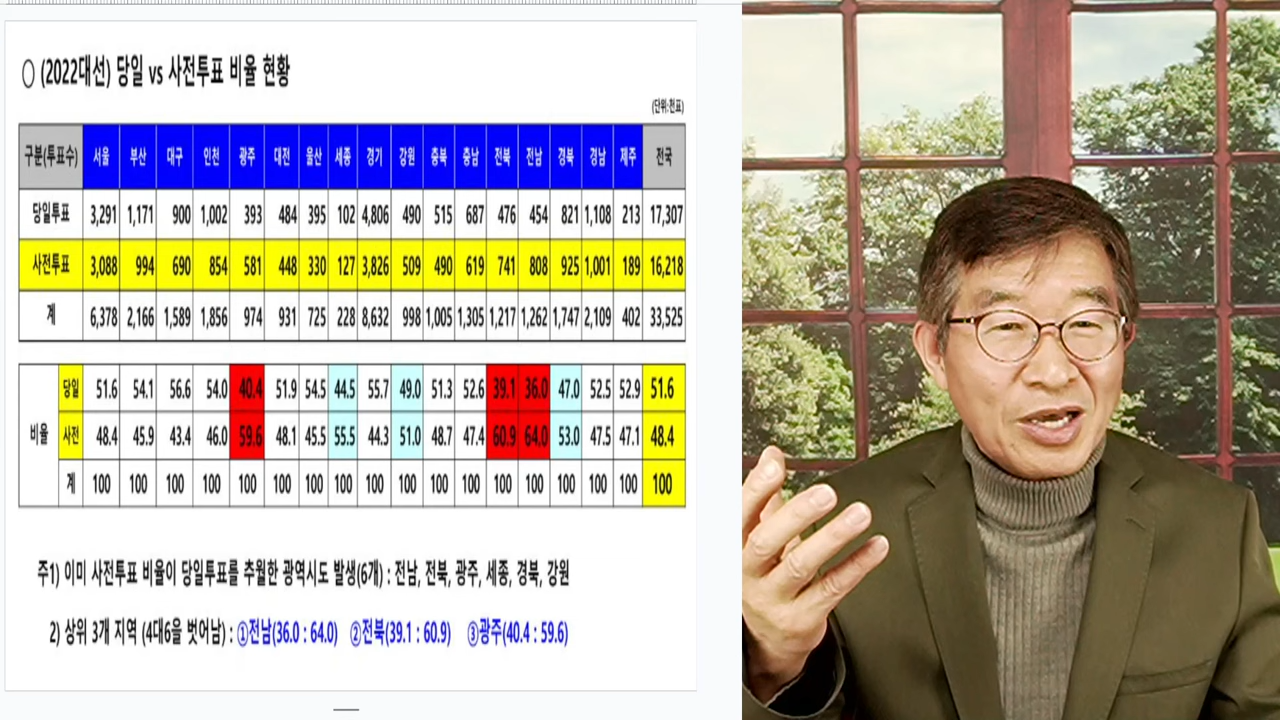 ○ (2022대선) 당일 vs 사전투표 비율 현황
(단위:천표)
구분(투표수) 서울 부산 대구 인천 광주 대전 울산 세종 경기 강원 충북 충남 전북 전남 경북 경남 제주 전국
당일투표 3,291 1,171 900 1,002 393 484 395 102 4,806 490 515 687 476 454 821 1,108 213 17,307
사전투표 3,088 994 690 854 581 448 330 127 3,826 509 490 619 741 808 925 1,001 189 16,218
계 6,378 2,166 1,589 1,856 974 931 725 228 8,632 998 1,005 1,305 1,217 1,262 1,747 2,109 402 33,525
비율
당일 51.6 54.1 56.6 54.0 40.4 51.9 54.5 44.5 55.7 49.0 51.3 52.6 39.1 36.0 47.0 52.5 52.9 51.6
사전 48.4 45.9 43.4 46.0 59.6 48.1 45.5 55.5 44.3 51.0 48.7 47.4 60.9 64.0 53.0 47.5 47.1 48.4
계 100 100 100 100 100 100 100 100 100 100 100 100 100 100 100 100 100 100
주1) 이미 사전투표 비율이 당일투표를 추월한 광역시도 발생(6개) : 전남, 전북, 광주, 세종, 경북, 강원
2) 상위 3개 지역 (4대6을 벗어남) : ①전남(36.0 : 64.0) ②전북(39.1 : 60.9) ③광주(40.4 : 59.6)